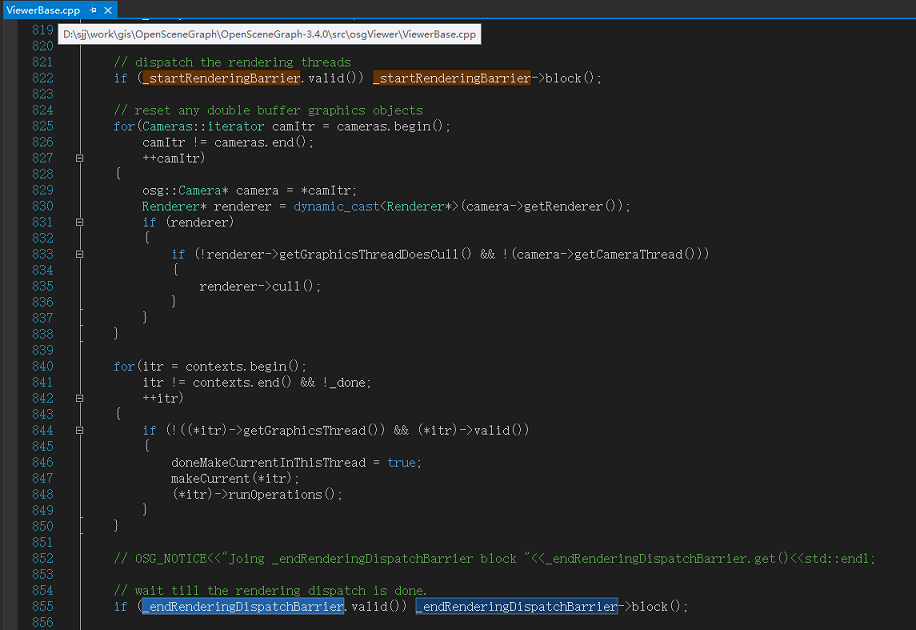 ViewerBase.cpp
819
D:\sjj\work\gis\OpenSceneGraph\OpenSceneGraph-3.4.0\src\osgViewer\ViewerBase.cpp
820
821 // dispatch the rendering threads
822 if (_startRenderingBarrier.valid()) _startRenderingBarrier->block();
823
824 // reset any double buffer graphics objects
825 for(Cameras::iterator camItr = cameras.begin();
826 camItr != cameras.end();
827 ++camItr)
828 {
829 osg::Camera* camera = *camItr;
830 Renderer* renderer = dynamic_cast<Renderer*>(camera->getRenderer());
831 if (renderer)
832 {
833 if (!renderer->getGraphicsThreadDoesCull() && !(camera->getCameraThread()))
834 {
835 renderer->cull();
836 }
837 }
838 }
839
840 for(itr = contexts.begin();
841 itr != contexts.end() && !_done;
842 ++itr)
843 {
844 if (!((*itr)->getGraphicsThread()) && (*itr)->valid())
845 {
846 doneMakeCurrentInThisThread = true;
847 makeCurrent(*itr);
848 (*itr)->runOperations();
849 }
850 }
851
852 // OSG_NOTICE<<"Joing _endRenderingDispatchBarrier block "<<_endRenderingDispatchBarrier.get()<<std::endl;
853
854 // wait till the rendering dispatch is done.
855 if (_endRenderingDispatchBarrier.valid()) _endRenderingDispatchBarrier->block();
856